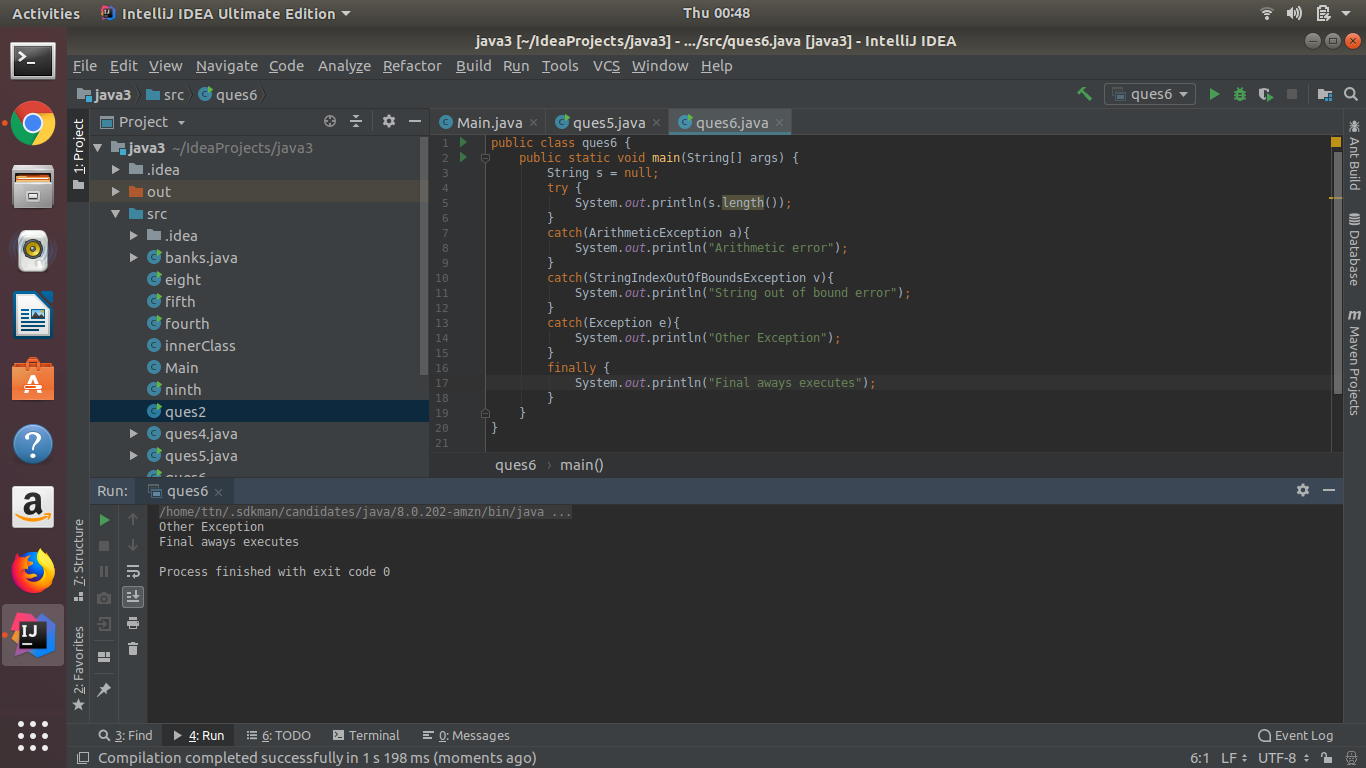 Activities IntelliJ IDEA Ultimate Edition Thu 00:48
java3 [~/IdeaProjects/java3] - .../src/ques6.java [java3] - IntelliJ IDEA
File Edit View Navigate Code Analyze Refactor Build Run Tools VCS Window Help
java3 src ques6 ques6
Project
Main.java ques5.java ques6.java
1: Project
java3 ~/IdeaProjects/java3
.idea
out
src
.idea
banks.java
eight
fifth
fourth
innerClass
Main
ninth
ques2
ques4.java
ques5.java
ques6
1 public class ques6 {
2 public static void main(String[] args) {
3 String s = null;
4 try {
5 System.out.println(s.length());
6 }
7 catch(ArithmeticException a){
8 System.out.println("Arithmetic error");
9 }
10 catch(StringIndexOutOfBoundsException v){
11 System.out.println("String out of bound error");
12 }
13 catch(Exception e){
14 System.out.println("Other Exception");
15 }
16 finally {
17 System.out.println("Final aways executes");
18 }
19 }
20 }
21
ques6 › main()
Ant Build
Database
m Maven Projects
Run: ques6
/home/ttn/.sdkman/candidates/java/8.0.202-amzn/bin/java ...
Other Exception
Final aways executes
Process finished with exit code 0
7: Structure
2: Favorites
3: Find 4: Run 6: TODO Terminal 0: Messages Event Log
Compilation completed successfully in 1 s 198 ms (moments ago) 6:1 LF UTF-8